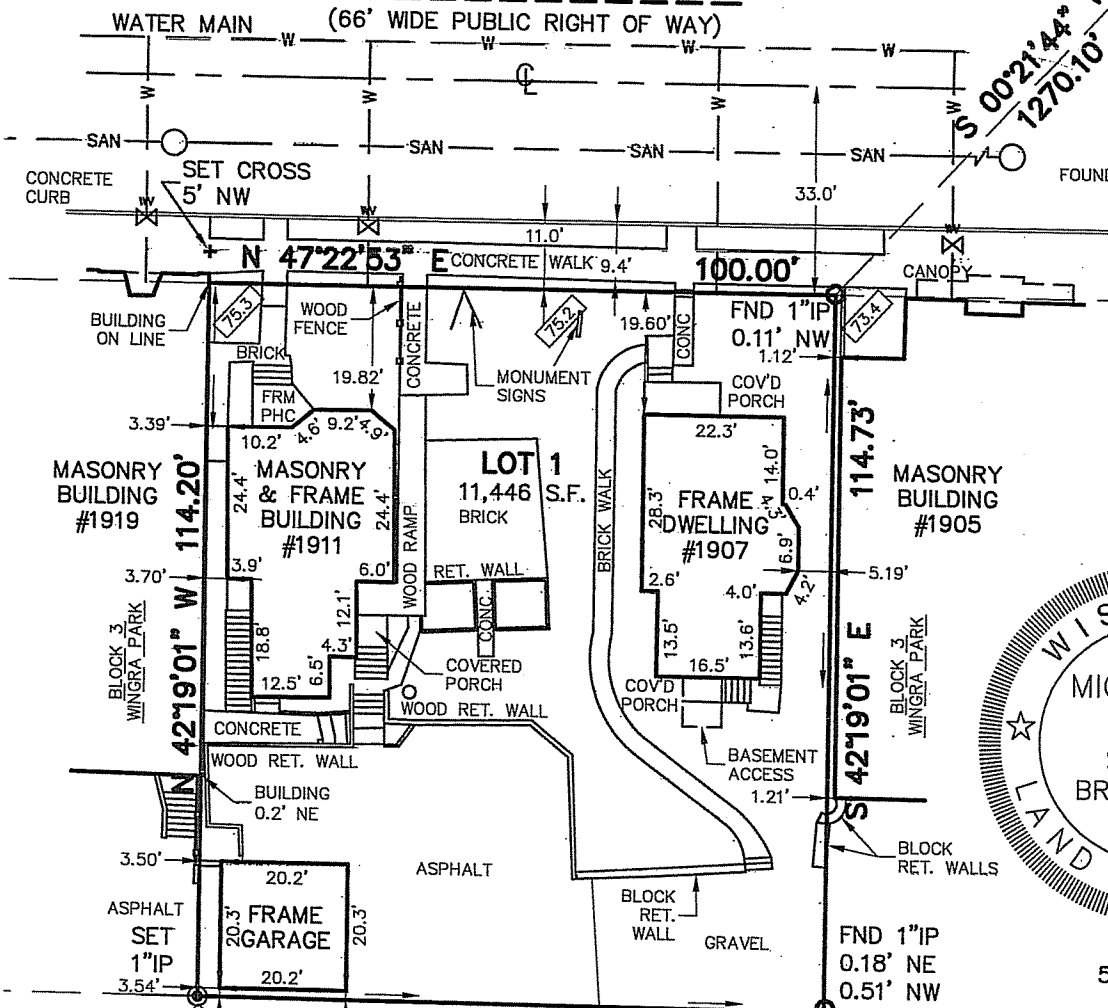 (66' WIDE PUBLIC RIGHT OF WAY)
WATER MAIN
W
W
W
W
CL
W
W
W
W
S 00°21'44"
1270.10'
SAN
SAN
SAN
SAN
CONCRETE
CURB
SET CROSS
5' NW
33.0'
FOUND
WV
WV
WV
11.0'
N 47°22'53" E
CONCRETE WALK
9.4'
100.00'
CANOPY
BUILDING
ON LINE
75.3
WOOD
FENCE
CONCRETE
75.2
19.60'
CONC
FND 1"IP
0.11' NW
73.4
1.12'
BRICK
FRM
PHC
19.82'
MONUMENT
SIGNS
COV'D
PORCH
3.39'
10.2'
4.6'
9.2'
4.9'
22.3'
14.0'
114.73'
MASONRY
BUILDING
#1919
N 42°19'01" W 114.20'
24.4'
MASONRY
& FRAME
BUILDING
#1911
24.4'
WOOD RAMP
LOT 1
11,446 S.F.
BRICK
BRICK WALK
28.3'
FRAME
DWELLING
#1907
0.4'
4.3'
6.9'
4.2'
MASONRY
BUILDING
#1905
3.70'
3.9'
6.0'
RET. WALL
2.6'
4.0'
5.19'
BLOCK 3
WINGRA PARK
18.8'
12.1'
4.3'
6.5'
12.5'
CONC.
COVERED
PORCH
13.5'
13.6'
16.5'
COV'D
PORCH
S 42°19'01" E
BLOCK 3
WINGRA PARK
CONCRETE
WOOD RET. WALL
WOOD RET. WALL
BASEMENT
ACCESS
BUILDING
0.2' NE
1.21'
3.50'
20.2'
ASPHALT
BLOCK
RET. WALLS
ASPHALT
SET
1"IP
20.3'
FRAME
GARAGE
20.3'
BLOCK
RET.
WALL
GRAVEL
FND 1"IP
0.18' NE
0.51' NW
3.54'
20.2'
WIS
MIC
BR
LAND
5